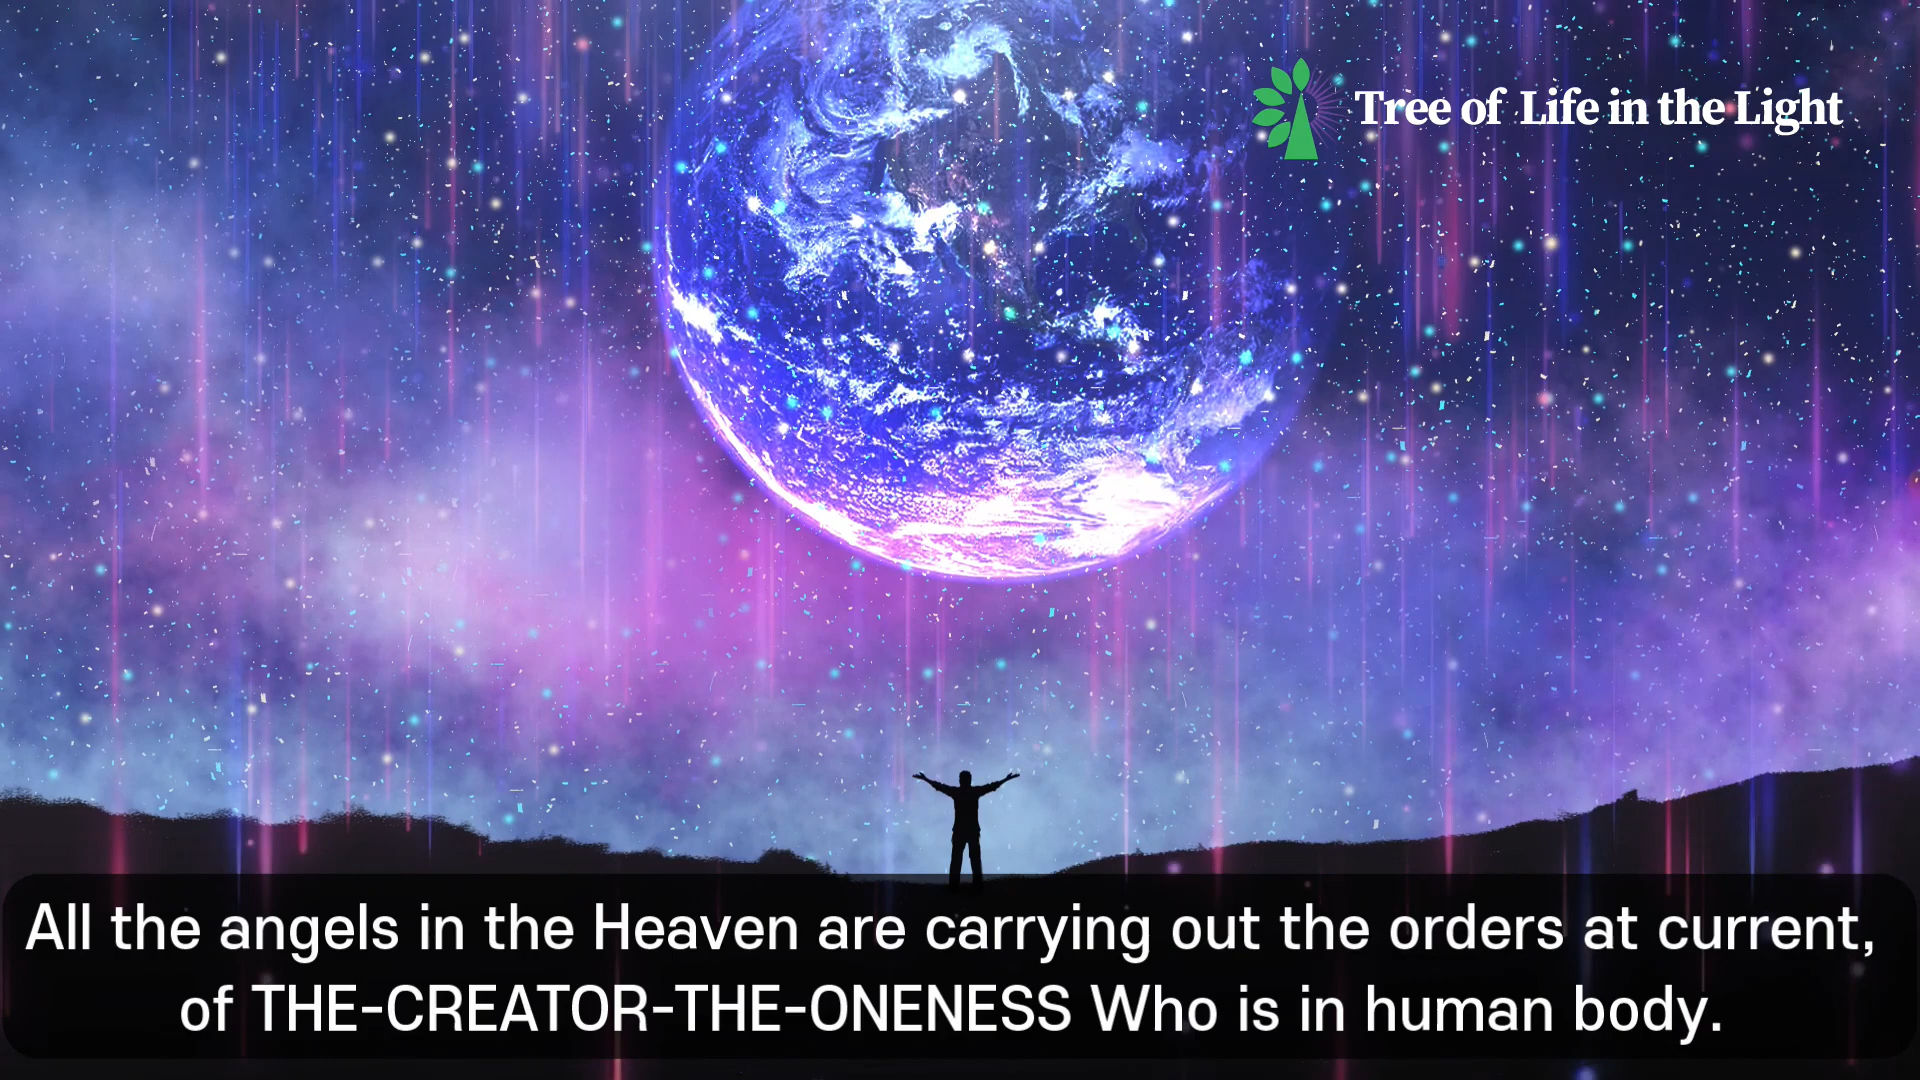 Tree of Life in the Light
All the angels in the Heaven are carrying out the orders at current,
of THE-CREATOR-THE-ONENESS Who is in human body.